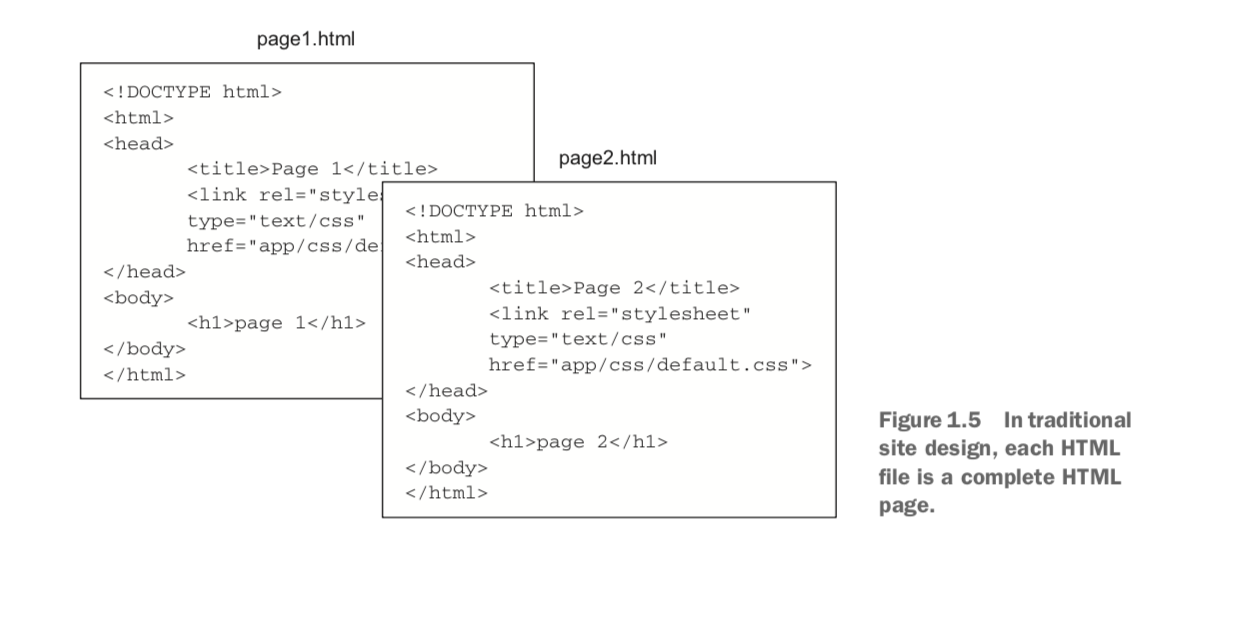 page1.html
<!DOCTYPE html>
<html>
<head>
<title>Page 1</title>
<link rel="style
type="text/css"
href="app/css/de
</head>
<body>
<h1>page 1</h1>
</body>
</html>
page2.html
<!DOCTYPE html>
<html>
<head>
<title>Page 2</title>
<link rel="stylesheet"
type="text/css"
href="app/css/default.css">
</head>
<body>
<h1>page 2</h1>
</body>
</html>
Figure 1.5 In traditional
site design, each HTML
file is a complete HTML
page.